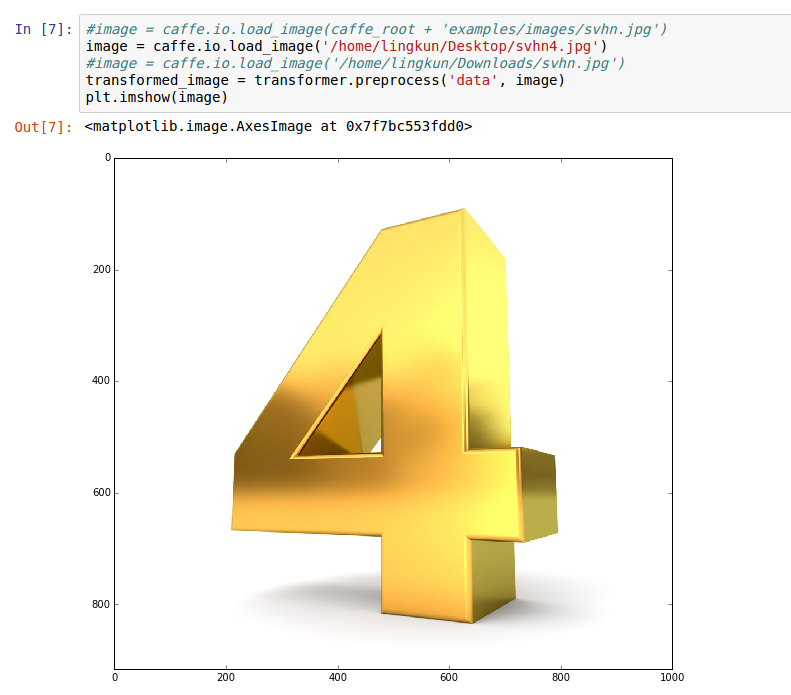 In [7]: #image = caffe.io.load_image(caffe_root + 'examples/images/svhn.jpg')
image = caffe.io.load_image('/home/lingkun/Desktop/svhn4.jpg')
#image = caffe.io.load_image('/home/lingkun/Downloads/svhn.jpg')
transformed_image = transformer.preprocess('data', image)
plt.imshow(image)
Out[7]: <matplotlib.image.AxesImage at 0x7f7bc553fdd0>
0
200
400
4
600
800
0 200 400 600 800 1000